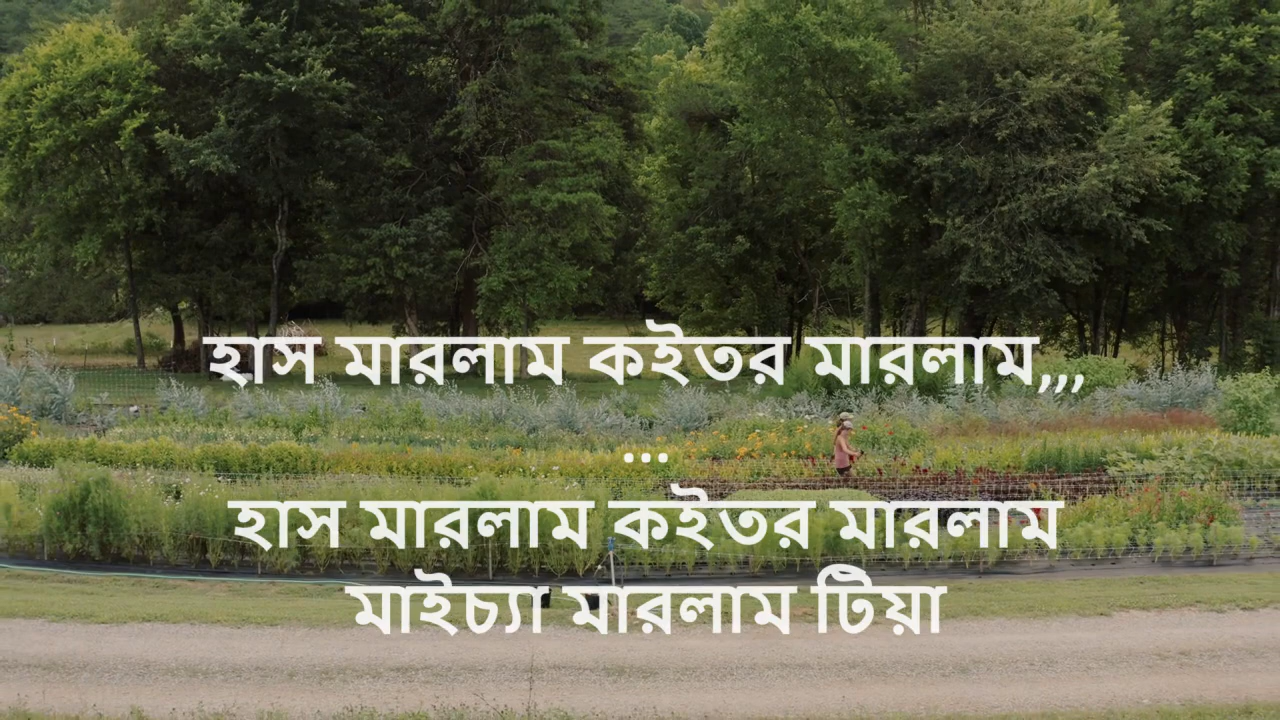 হাস মারলাম কইতর মারলাম,,,
...
হাস মারলাম কইতর মারলাম
মাইচ্যা মারলাম টিয়া